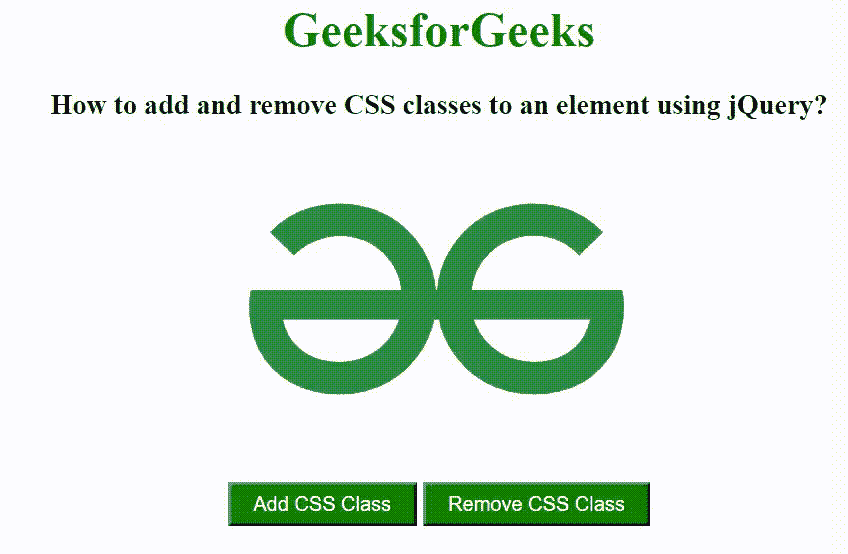 GeeksforGeeks
How to add and remove CSS classes to an element using jQuery?
Add CSS Class Remove CSS Class